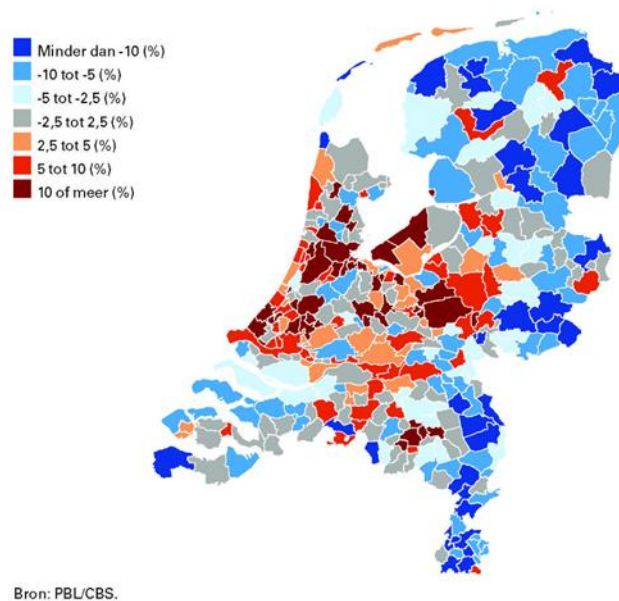 Minder dan -10 (%)
-10 tot -5 (%)
-5 tot -2,5 (%)
-2,5 tot 2,5 (%)
2,5 tot 5 (%)
5 tot 10 (%)
10 of meer (%)
Bron: PBL/CBS.